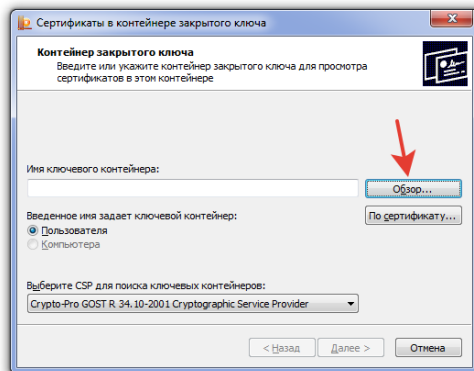 Сертификаты в контейнере закрытого ключа
Контейнер закрытого ключа
Введите или укажите контейнер закрытого ключа для просмотра
сертификатов в этом контейнере
Имя ключевого контейнера:
Обзор...
Введенное имя задает ключевой контейнер:
По сертификату...
Пользователя
Компьютера
Выберите CSP для поиска ключевых контейнеров:
Crypto-Pro GOST R 34.10-2001 Cryptographic Service Provider
< Назад
Далее >
Отмена